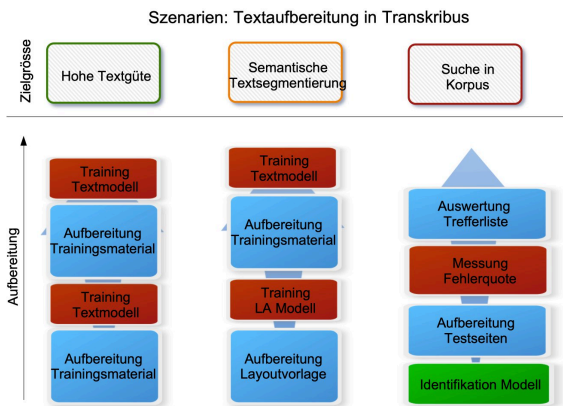 Szenarien: Textaufbereitung in Transkribus
Zielgrösse
Hohe Textgüte
Semantische
Textsegmentierung
Suche in
Korpus
Aufbereitung
Training
Textmodell
Aufbereitung
Trainingsmaterial
Training
Textmodell
Aufbereitung
Trainingsmaterial
Training
Textmodell
Aufbereitung
Trainingsmaterial
Training
LA Modell
Aufbereitung
Layoutvorlage
Auswertung
Trefferliste
Messung
Fehlerquote
Aufbereitung
Testseiten
Identifikation Modell